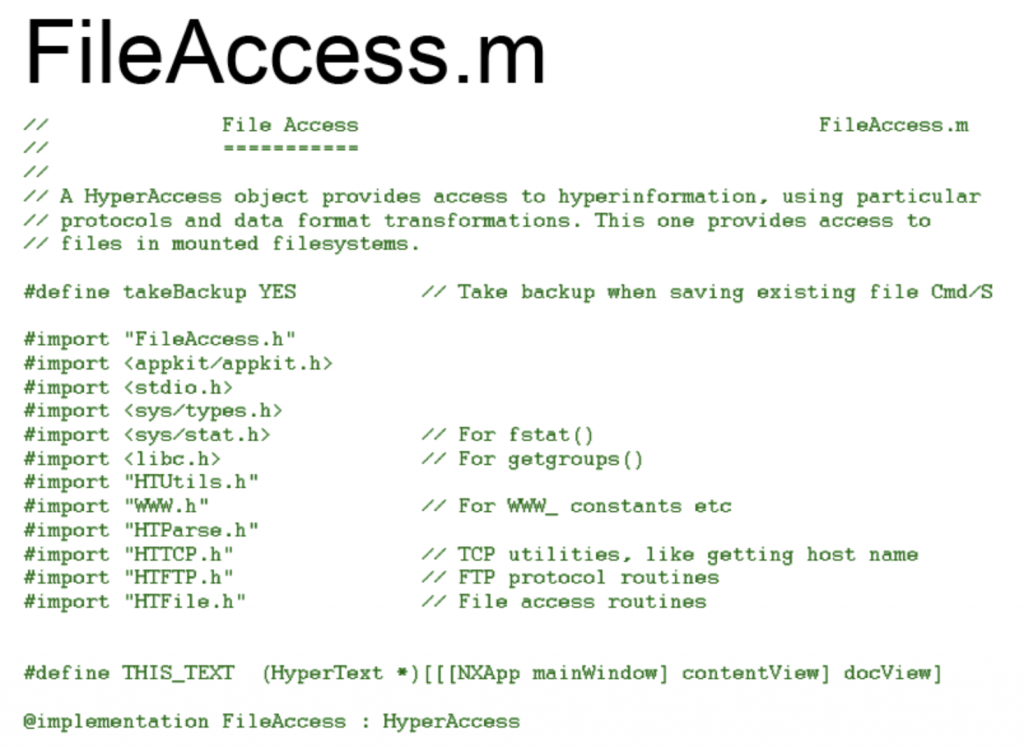 FileAccess.m
// File Access FileAccess.m
// ===========
//
// A HyperAccess object provides access to hyperinformation, using particular
// protocols and data format transformations. This one provides access to
// files in mounted filesystems.
#define takeBackup YES // Take backup when saving existing file Cmd/S
#import "FileAccess.h"
#import <appkit/appkit.h>
#import <stdio.h>
#import <sys/types.h>
#import <sys/stat.h> // For fstat()
#import <libc.h> // For getgroups()
#import "HTUtils.h"
#import "WWW.h" // For WWW_ constants etc
#import "HTParse.h"
#import "HTTCP.h" // TCP utilities, like getting host name
#import "HTFTP.h" // FTP protocol routines
#import "HTFile.h" // File access routines
#define THIS_TEXT (HyperText *)[[[NXApp mainWindow] contentView] docView]
@implementation FileAccess : HyperAccess